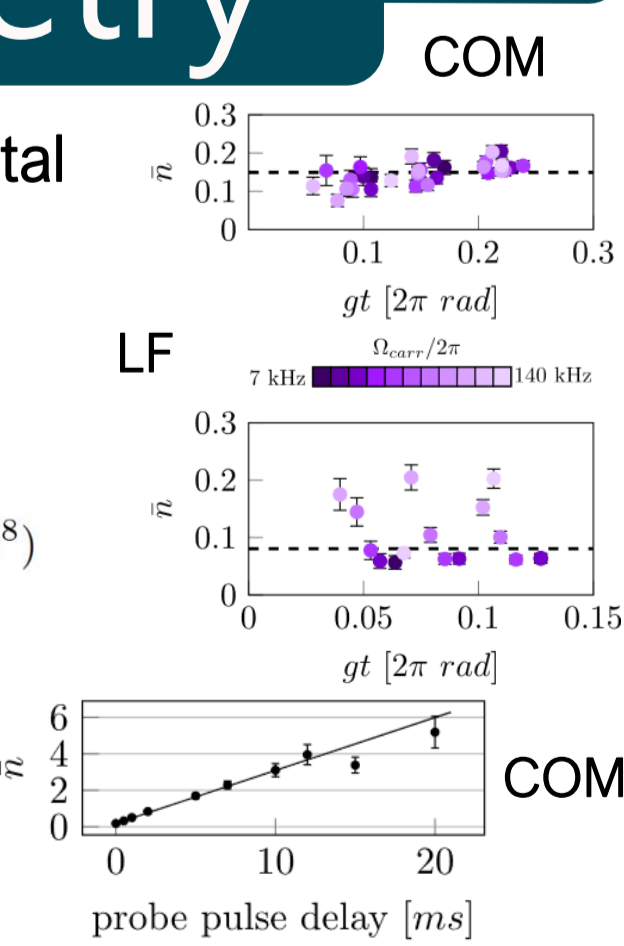 etry
COM
tal
0.3
0.2
0.1
0
n̄
0.1 0.2 0.3
gt [2π rad]
LF
Ω_carr/2π
7 kHz 140 kHz
0.3
0.2
0.1
0
n̄
8)
0 0.05 0.1 0.15
gt [2π rad]
6
4
2
0
n̄
COM
0 10 20
probe pulse delay [ms]